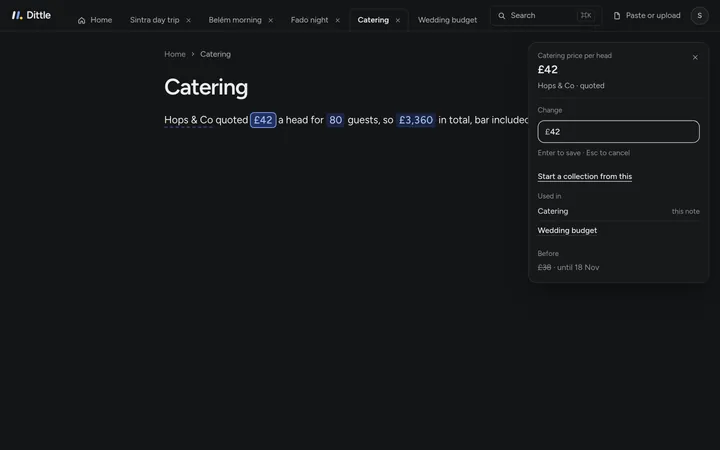 Dittle
Home
Sintra day trip ×
Belém morning ×
Fado night ×
Catering ×
Wedding budget
Search ⌘K
Paste or upload
S
Home › Catering
Catering
Hops & Co quoted £42 a head for 80 guests, so £3,360 in total, bar included
Catering price per head ×
£42
Hops & Co · quoted
Change
£42
Enter to save · Esc to cancel
Start a collection from this
Used in
Catering this note
Wedding budget
Before
£38 · until 18 Nov